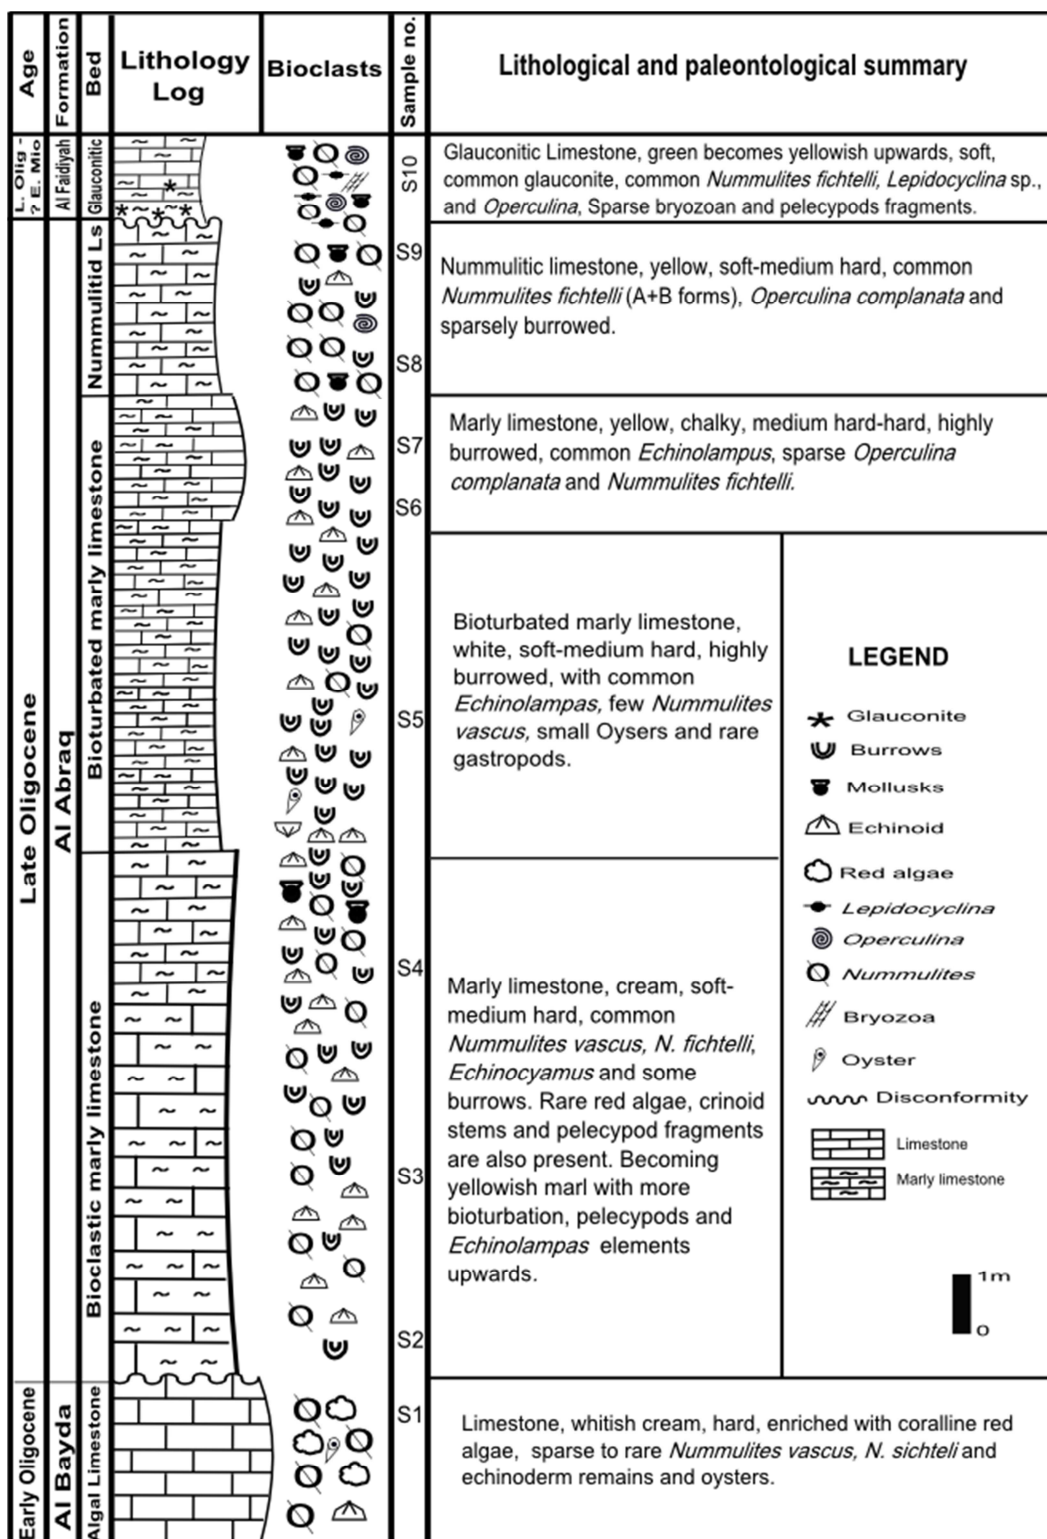 Age
Formation
Bed
Lithology
Log
Bioclasts
Sample no.
Lithological and paleontological summary
L. Olig -
? E. Mio
Al Faidiyah
Glauconitic
S10
Glauconitic Limestone, green becomes yellowish upwards, soft,
common glauconite, common Nummulites fichtelli, Lepidocyclina sp.,
and Operculina, Sparse bryozoan and pelecypods fragments.
Late Oligocene
Al Abraq
Nummulitid Ls
S9
S8
Nummulitic limestone, yellow, soft-medium hard, common
Nummulites fichtelli (A+B forms), Operculina complanata and
sparsely burrowed.
Bioturbated marly limestone
S7
S6
S5
Marly limestone, yellow, chalky, medium hard-hard, highly
burrowed, common Echinolampus, sparse Operculina
complanata and Nummulites fichtelli.
Bioturbated marly limestone,
white, soft-medium hard, highly
burrowed, with common
Echinolampas, few Nummulites
vascus, small Oysers and rare
gastropods.
Bioclastic marly limestone
S4
S3
S2
Marly limestone, cream, soft-
medium hard, common
Nummulites vascus, N. fichtelli,
Echinocyamus and some
burrows. Rare red algae, crinoid
stems and pelecypod fragments
are also present. Becoming
yellowish marl with more
bioturbation, pelecypods and
Echinolampas elements
upwards.
LEGEND
Glauconite
Burrows
Mollusks
Echinoid
Red algae
Lepidocyclina
Operculina
Nummulites
Bryozoa
Oyster
Disconformity
Limestone
Marly limestone
1m
0
Early Oligocene
Al Bayda
Algal Limestone
S1
Limestone, whitish cream, hard, enriched with coralline red
algae, sparse to rare Nummulites vascus, N. sichteli and
echinoderm remains and oysters.